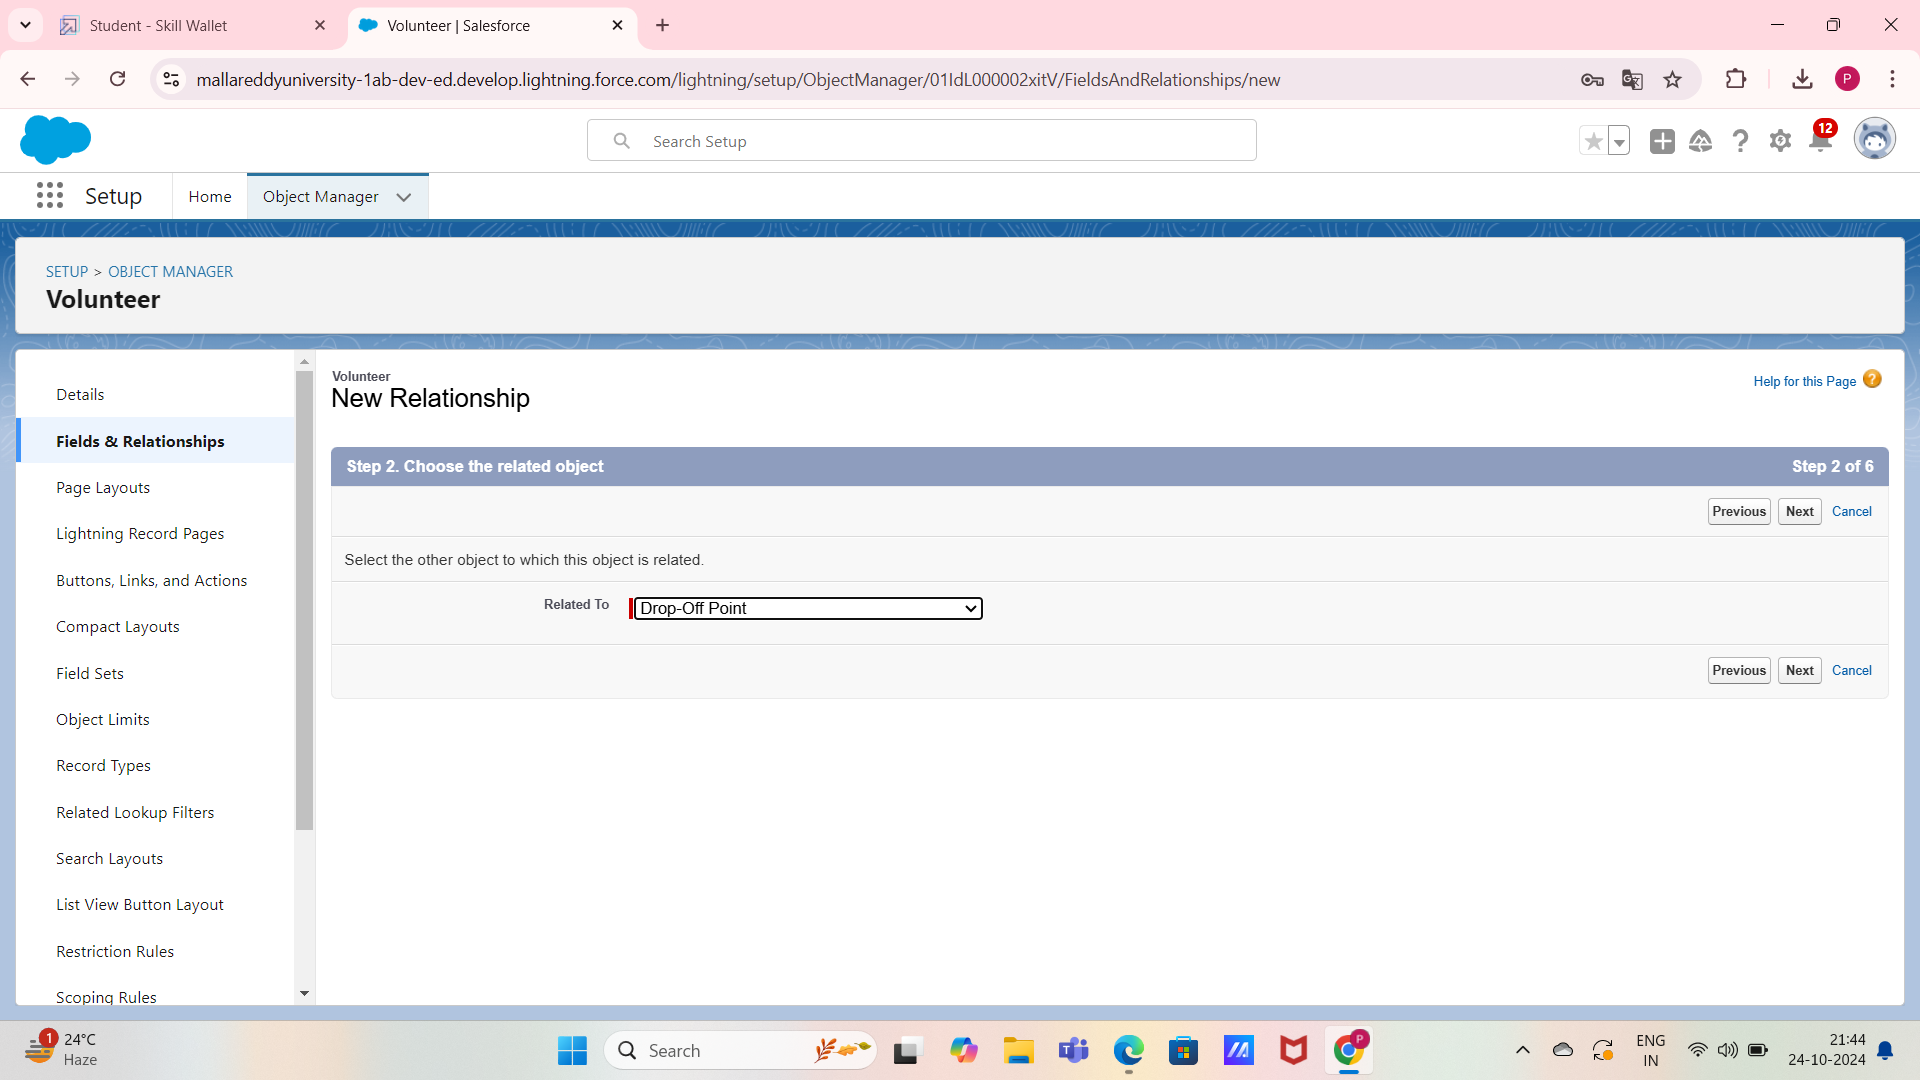 Student - Skill Wallet
Volunteer | Salesforce
mallareddyuniversity-1ab-dev-ed.develop.lightning.force.com/lightning/setup/ObjectManager/01IdL000002xitV/FieldsAndRelationships/new
P
Search Setup
12
Setup
Home
Object Manager
SETUP > OBJECT MANAGER
Volunteer
Details
Fields & Relationships
Page Layouts
Lightning Record Pages
Buttons, Links, and Actions
Compact Layouts
Field Sets
Object Limits
Record Types
Related Lookup Filters
Search Layouts
List View Button Layout
Restriction Rules
Scoping Rules
Volunteer
New Relationship
Help for this Page ?
Step 2. Choose the related object
Step 2 of 6
Previous Next Cancel
Select the other object to which this object is related.
Related To Drop-Off Point
Previous Next Cancel
1
24°C
Haze
Search
P
ENG
IN
21:44
24-10-2024